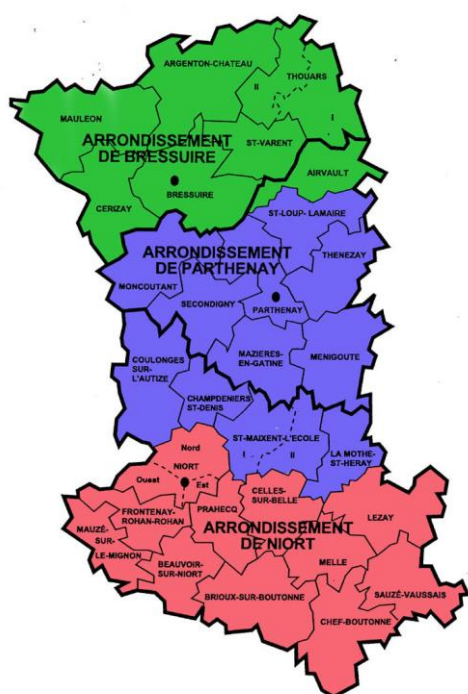 ARGENTON-CHATEAU
THOUARS
II
I
MAULEON
ARRONDISSEMENT
DE BRESSUIRE
ST-VARENT
AIRVAULT
BRESSUIRE
CERIZAY
ST-LOUP- LAMAIRE
ARRONDISSEMENT
DE PARTHENAY
THENEZAY
MONCOUTANT
SECONDIGNY
PARTHENAY
MAZIERES-
EN-GATINE
MENIGOUTE
COULONGES
SUR-
L'AUTIZE
CHAMPDENIERS
ST-DENIS
ST-MAIXENT-L'ECOLE
I
II
LA MOTHE-
ST-HERAY
Nord
NIORT
Ouest
Est
CELLES-
SUR-BELLE
FRONTENAY-
ROHAN-ROHAN
PRAHECQ
ARRONDISSEMENT
DE NIORT
LEZAY
MAUZÉ-
SUR-
LE-MIGNON
BEAUVOIR-
SUR-NIORT
MELLE
BRIOUX-SUR-BOUTONNE
SAUZÉ-VAUSSAIS
CHEF-BOUTONNE